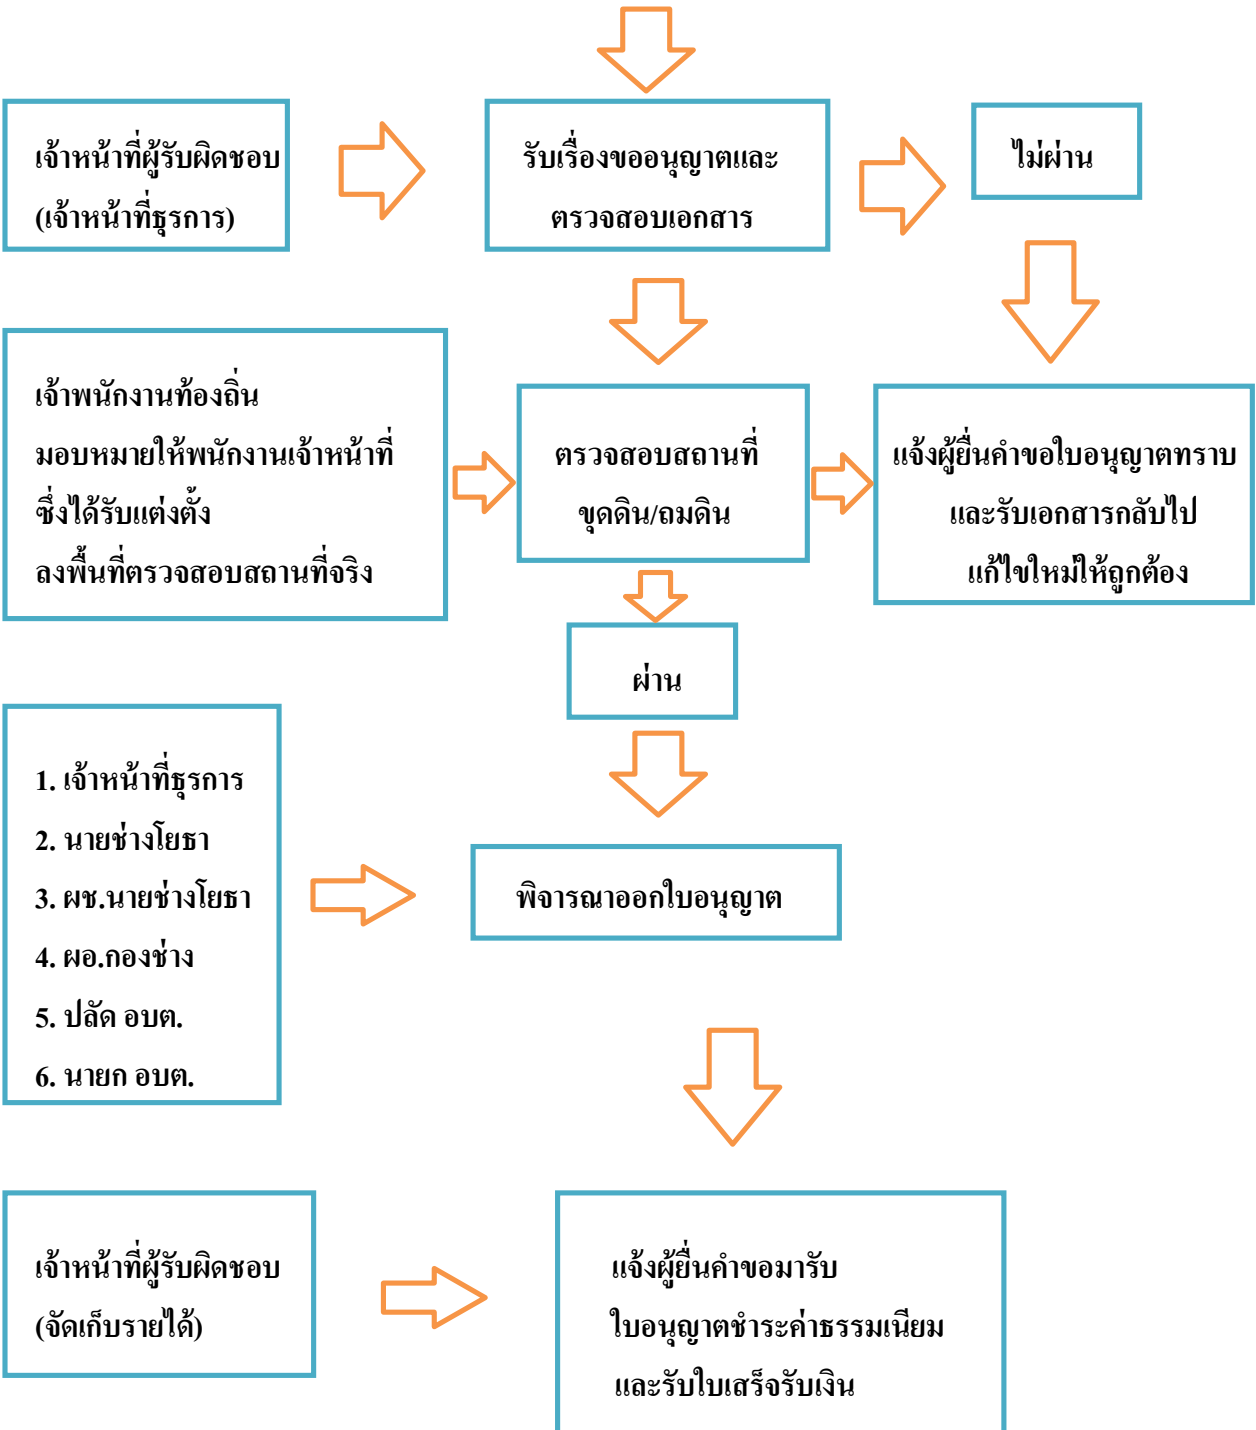 เจ้าหน้าที่ผู้รับผิดชอบ
(เจ้าหน้าที่ธุรการ)
รับเรื่องขออนุญาตและ
ตรวจสอบเอกสาร
ไม่ผ่าน
เจ้าพนักงานท้องถิ่น
มอบหมายให้พนักงานเจ้าหน้าที่
ซึ่งได้รับแต่งตั้ง
ลงพื้นที่ตรวจสอบสถานที่จริง
ตรวจสอบสถานที่
ขุดดิน/ถมดิน
แจ้งผู้ยื่นคำขอใบอนุญาตทราบ
และรับเอกสารกลับไป
แก้ไขใหม่ให้ถูกต้อง
ผ่าน
1. เจ้าหน้าที่ธุรการ
2. นายช่างโยธา
3. ผช.นายช่างโยธา
4. ผอ.กองช่าง
5. ปลัด อบต.
6. นายก อบต.
พิจารณาออกใบอนุญาต
เจ้าหน้าที่ผู้รับผิดชอบ
(จัดเก็บรายได้)
แจ้งผู้ยื่นคำขอมารับ
ใบอนุญาตชำระค่าธรรมเนียม
และรับใบเสร็จรับเงิน